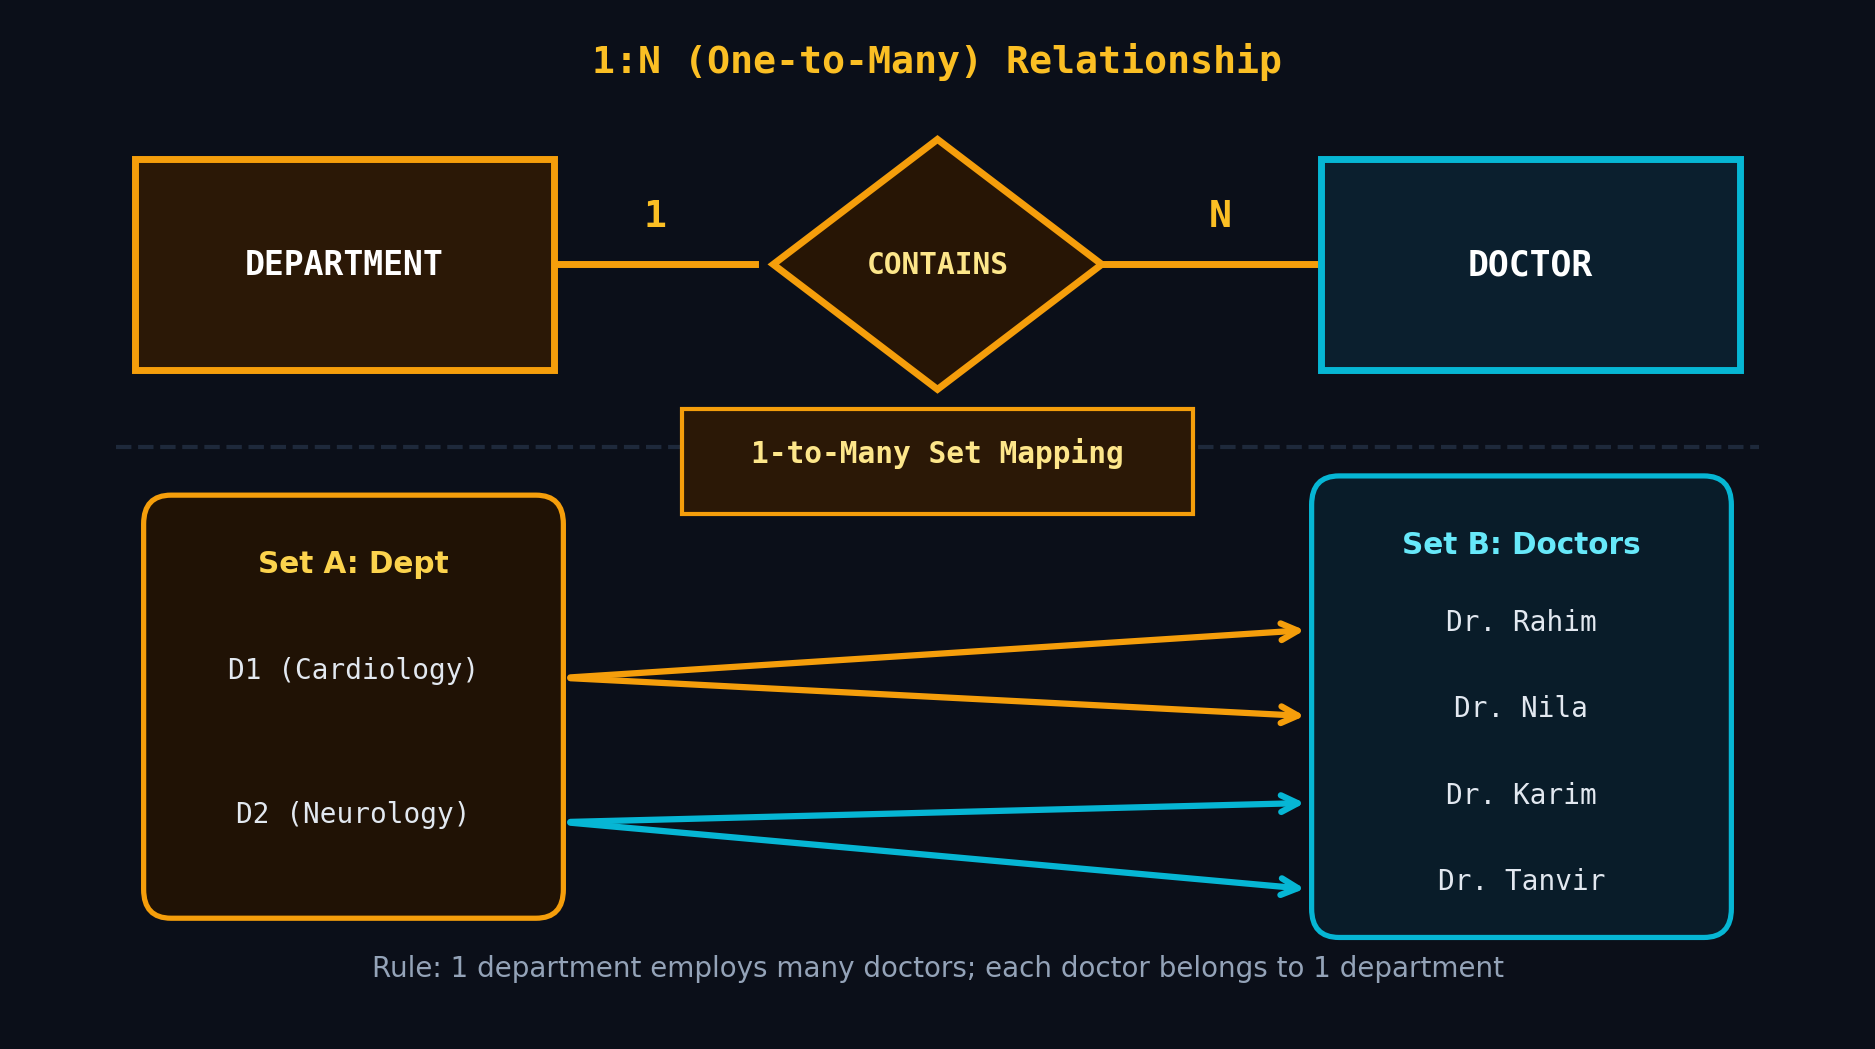 1:N (One-to-Many) Relationship
1
N
DEPARTMENT
CONTAINS
DOCTOR
1-to-Many Set Mapping
Set A: Dept
D1 (Cardiology)
D2 (Neurology)
Set B: Doctors
Dr. Rahim
Dr. Nila
Dr. Karim
Dr. Tanvir
Rule: 1 department employs many doctors; each doctor belongs to 1 department